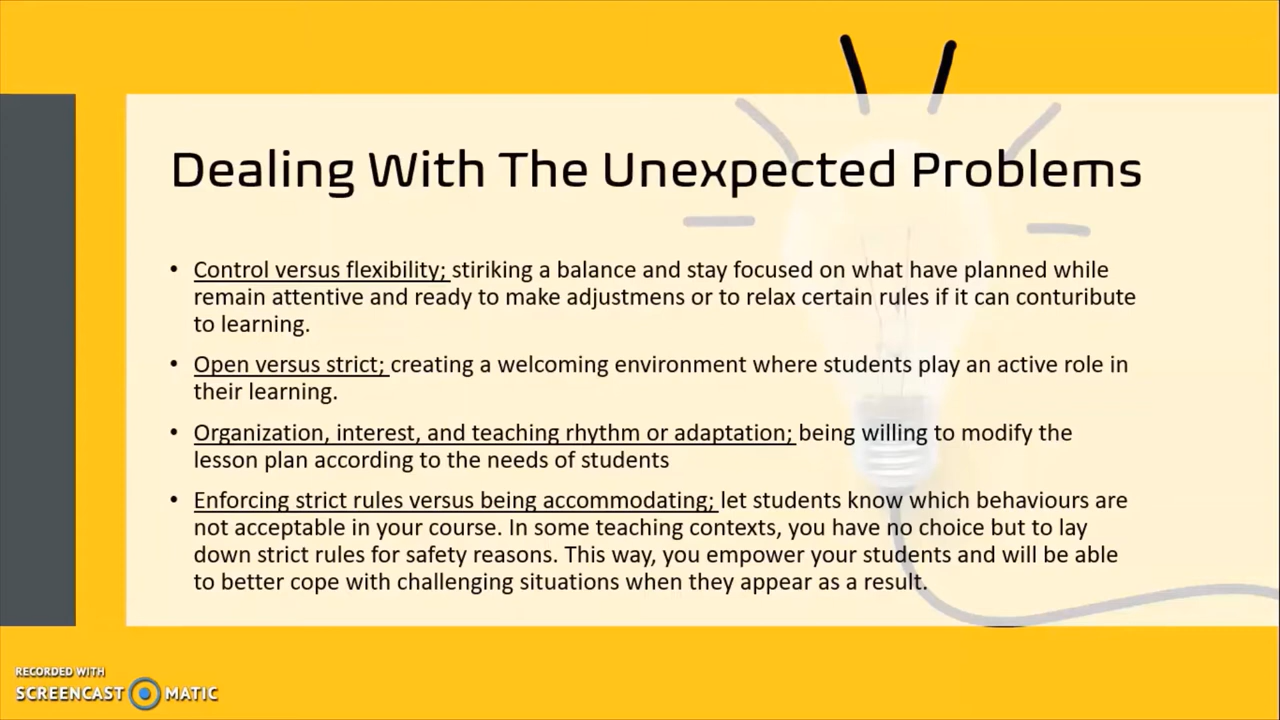 Dealing With The Unexpected Problems
• Control versus flexibility; stiriking a balance and stay focused on what have planned while
remain attentive and ready to make adjustmens or to relax certain rules if it can conturibute
to learning.
• Open versus strict; creating a welcoming environment where students play an active role in
their learning.
• Organization, interest, and teaching rhythm or adaptation; being willing to modify the
lesson plan according to the needs of students
• Enforcing strict rules versus being accommodating; let students know which behaviours are
not acceptable in your course. In some teaching contexts, you have no choice but to lay
down strict rules for safety reasons. This way, you empower your students and will be able
to better cope with challenging situations when they appear as a result.
RECORDED WITH
SCREENCAST MATIC